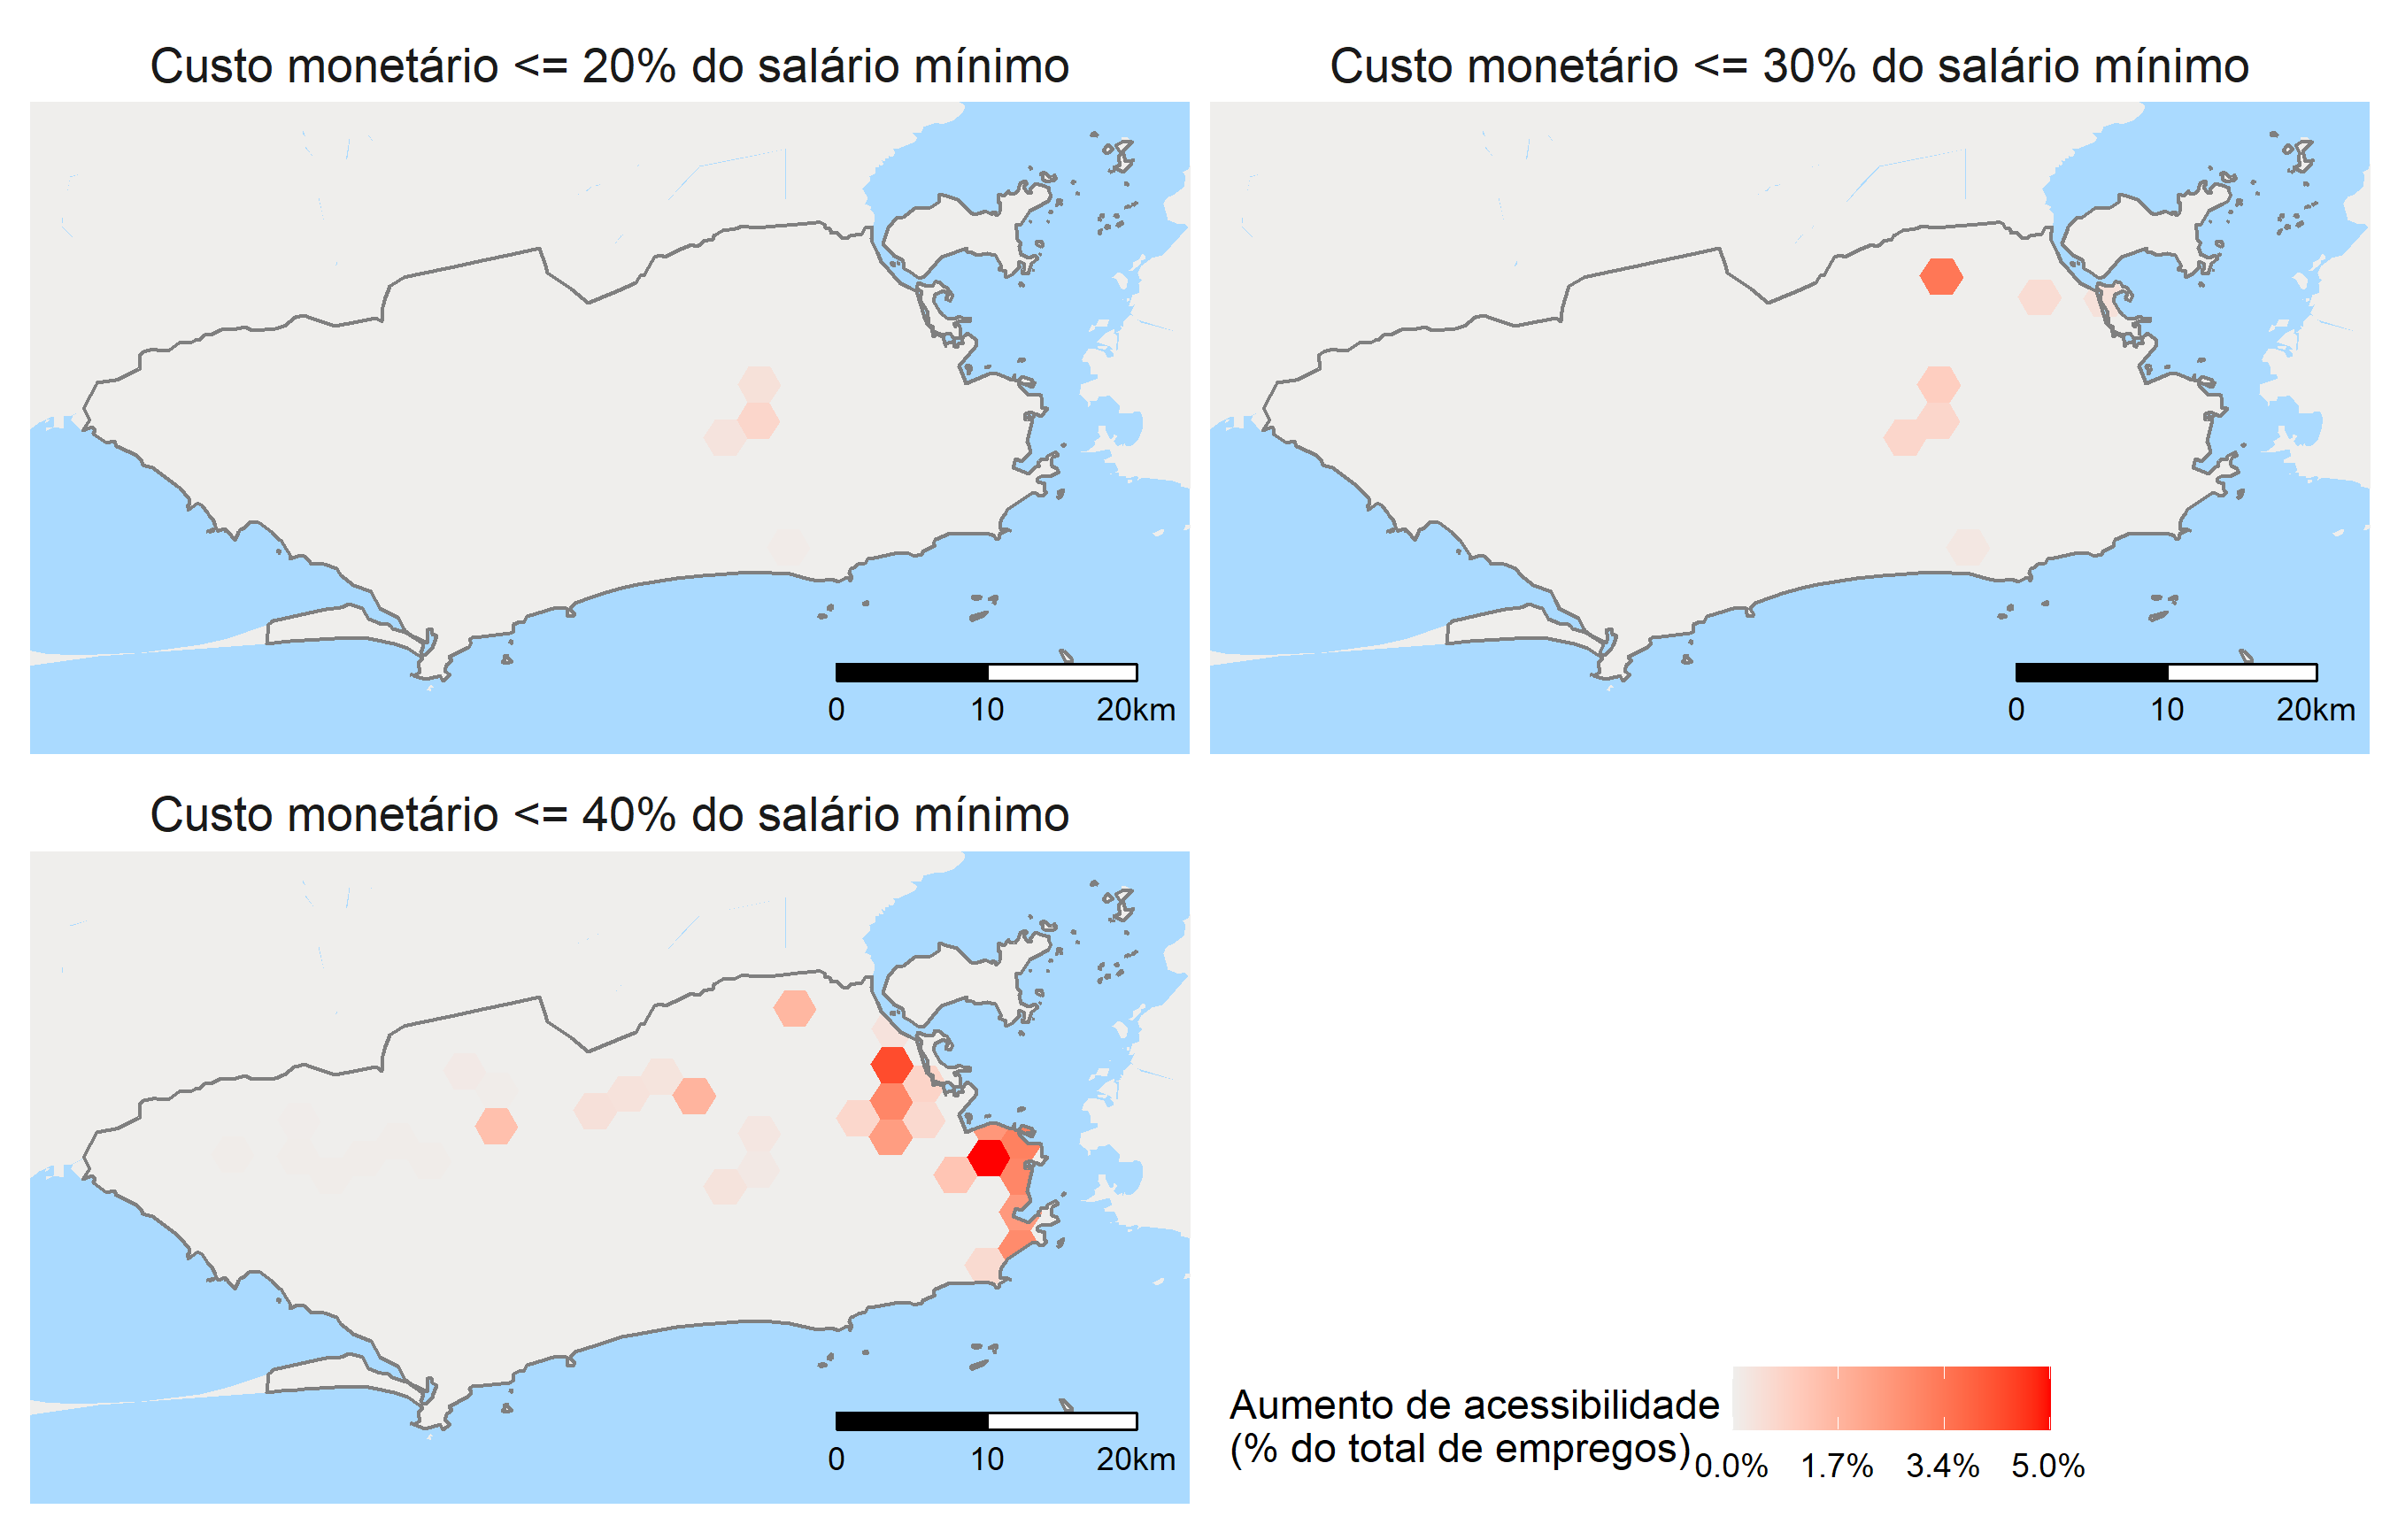 Custo monetário <= 20% do salário mínimo
Custo monetário <= 30% do salário mínimo
0 10 20km
0 10 20km
Custo monetário <= 40% do salário mínimo
0 10 20km
Aumento de acessibilidade
(% do total de empregos)
0.0% 1.7% 3.4% 5.0%